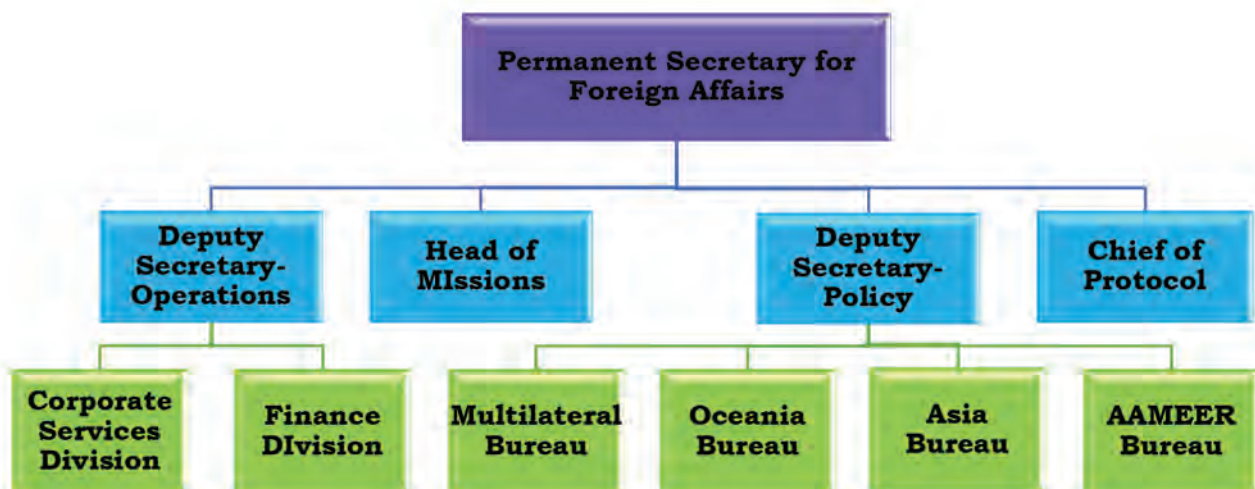 Permanent Secretary for
Foreign Affairs
Deputy
Secretary-
Operations
Head of
MIssions
Deputy
Secretary-
Policy
Chief of
Protocol
Corporate
Services
Division
Finance
DIvision
Multilateral
Bureau
Oceania
Bureau
Asia
Bureau
AAMEER
Bureau